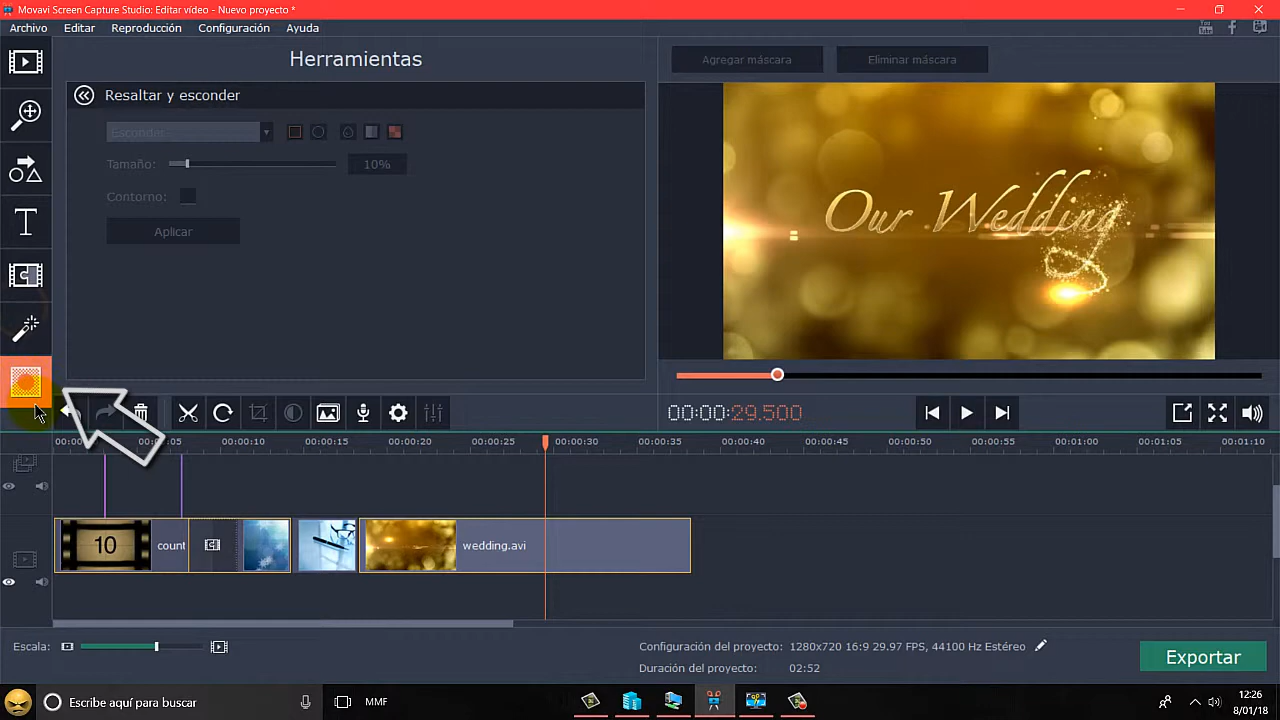 Movavi Screen Capture Studio: Editar vídeo - Nuevo proyecto *
Archivo Editar Reproducción Configuración Ayuda
Herramientas
Agregar máscara Eliminar máscara
Resaltar y esconder
Esconder
Tamaño: 10%
Contorno:
Aplicar
Our Wedding
00:00:29.500
00:00:05 00:00:10 00:00:15 00:00:20 00:00:25 00:00:30 00:00:35 00:00:40 00:00:45 00:00:50 00:00:55 00:01:00 00:01:05 00:01:10
10 count wedding.avi
Escala:
Configuración del proyecto: 1280x720 16:9 29.97 FPS, 44100 Hz Estéreo
Duración del proyecto: 02:52
Exportar
Escribe aquí para buscar
MMF
12:26
8/01/18